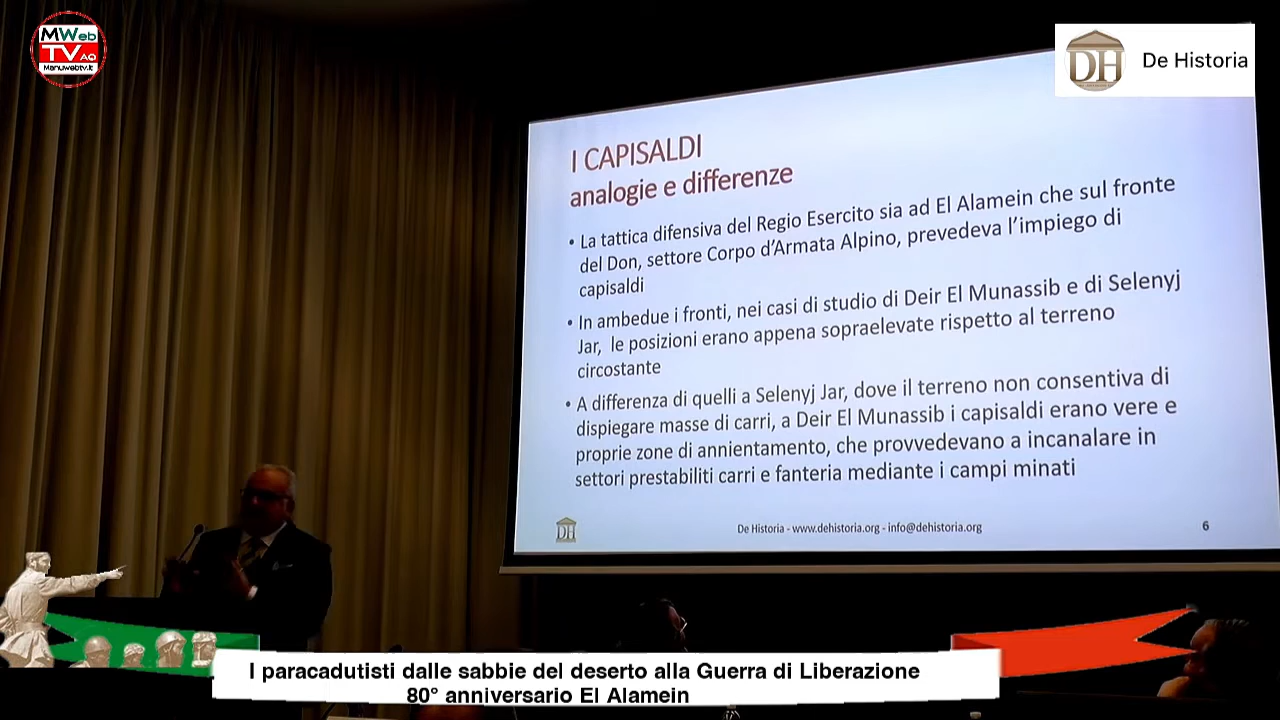 MWeb
TV AQ
Manuwebtv.it
DH
De Historia
I CAPISALDI
analogie e differenze
• La tattica difensiva del Regio Esercito sia ad El Alamein che sul fronte
del Don, settore Corpo d'Armata Alpino, prevedeva l'impiego di
capisaldi
• In ambedue i fronti, nei casi di studio di Deir El Munassib e di Selenyj
Jar, le posizioni erano appena sopraelevate rispetto al terreno
circostante
• A differenza di quelli a Selenyj Jar, dove il terreno non consentiva di
dispiegare masse di carri, a Deir El Munassib i capisaldi erano vere e
proprie zone di annientamento, che provvedevano a incanalare in
settori prestabiliti carri e fanteria mediante i campi minati
DH
De Historia - www.dehistoria.org - info@dehistoria.org
6
I paracadutisti dalle sabbie del deserto alla Guerra di Liberazione
80° anniversario El Alamein